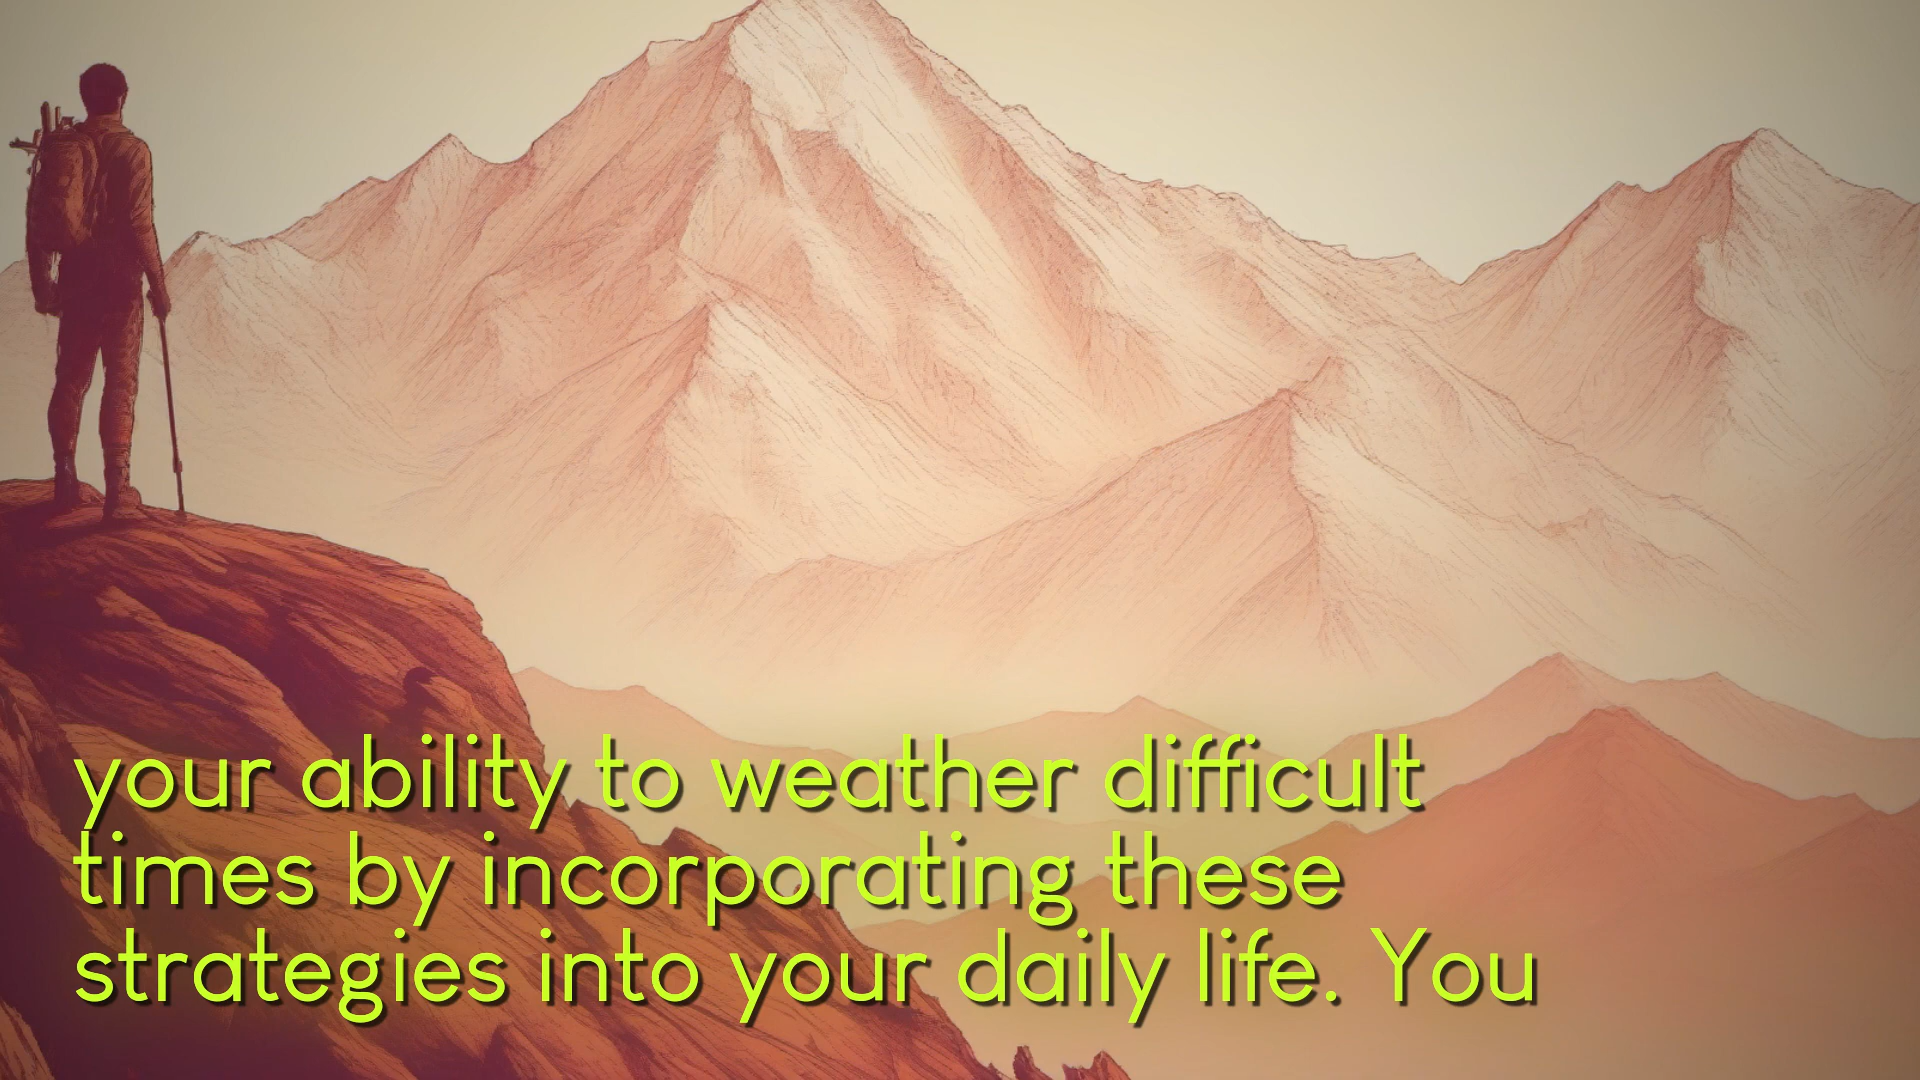 your ability to weather difficult
times by incorporating these
strategies into your daily life. You